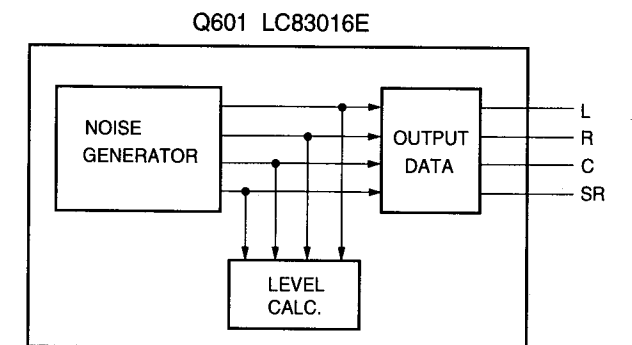 Q601 LC83016E
NOISE
GENERATOR
OUTPUT
DATA
L
R
C
SR
LEVEL
CALC.